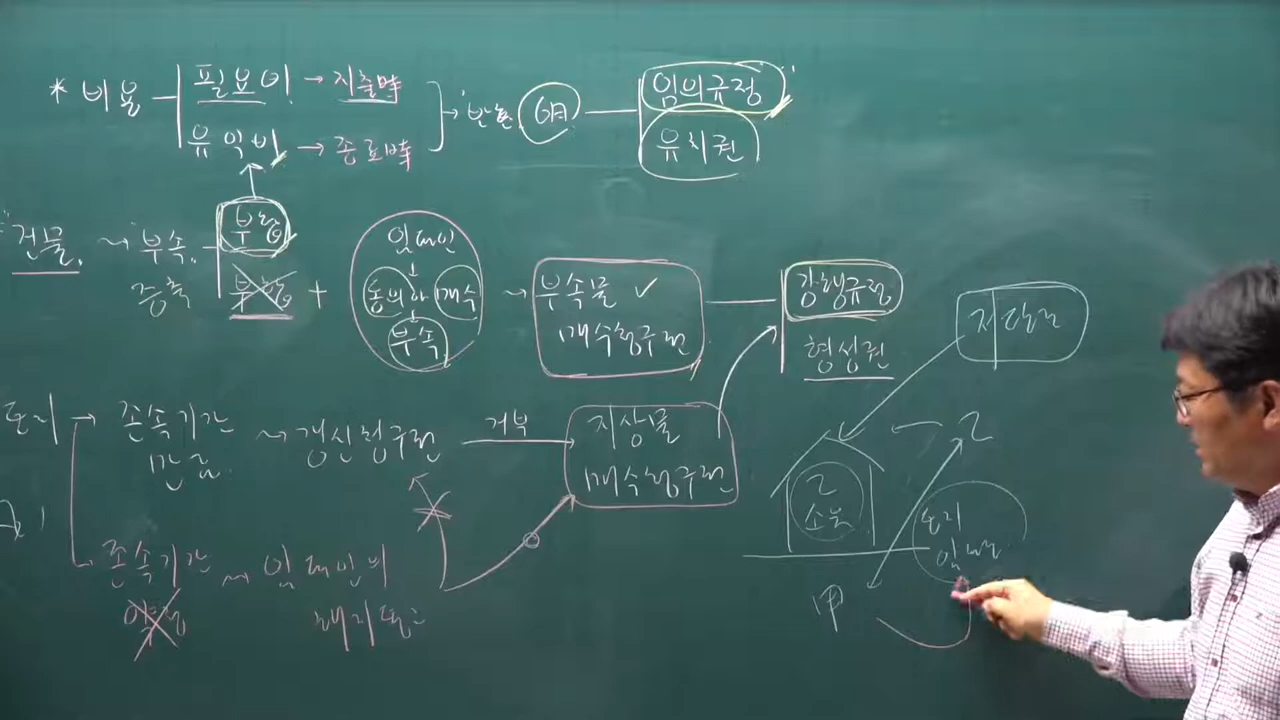 * 비용 필요비 → 지출時
유익비 → 종료時
반환 6月 임의규정
유치권
건물. 부속 부합
증축 부합 +
임대인
동의 or 매수
부속
부속물 ✓
매수청구권
강행규정
형성권
지 단권
토지 → 존속기간
만료
갱신청구권 거부 지상물
매수청구권
존속기간
약정
임대인의
해지통고
乙
乙
소유
토지
임대차
甲